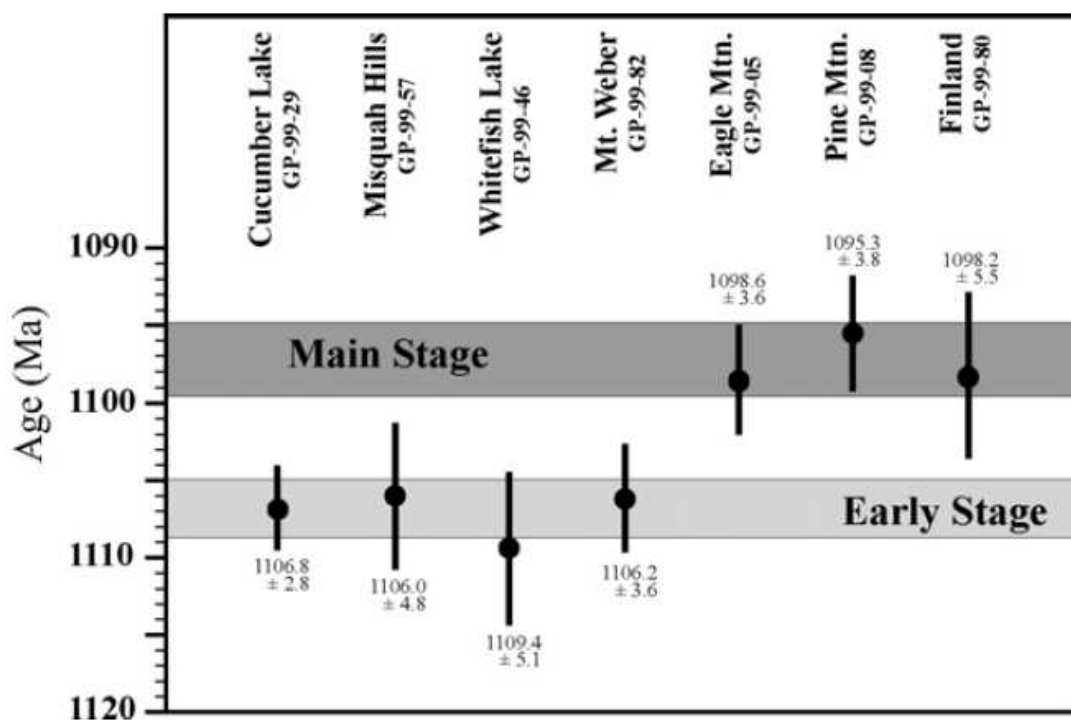 Cucumber Lake
GP-99-29
Misquah Hills
GP-99-57
Whitefish Lake
GP-99-46
Mt. Weber
GP-99-82
Eagle Mtn.
GP-99-05
Pine Mtn.
GP-99-08
Finland
GP-99-80
Age (Ma)
1090
1100
1110
1120
1098.6
± 3.6
1095.3
± 3.8
1098.2
± 5.5
Main Stage
Early Stage
1106.8
± 2.8
1106.0
± 4.8
1109.4
± 5.1
1106.2
± 3.6